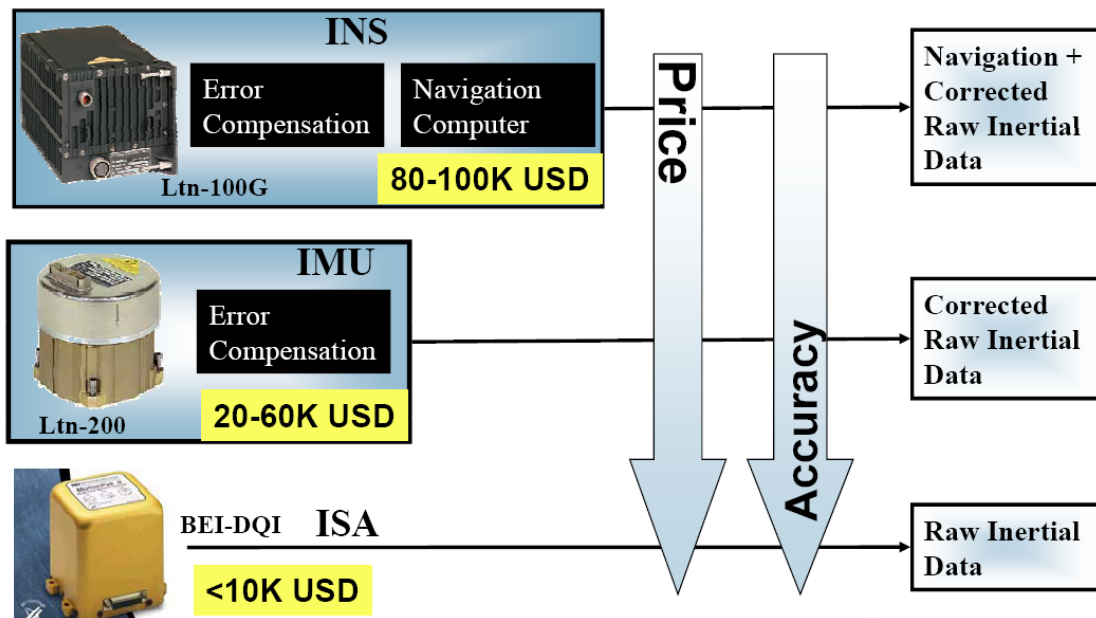 INS
Error
Compensation
Navigation
Computer
Ltn-100G
80-100K USD
Price
Navigation +
Corrected
Raw Inertial
Data
IMU
Error
Compensation
Ltn-200
20-60K USD
Accuracy
Corrected
Raw Inertial
Data
BEI-DQI
ISA
<10K USD
Raw Inertial
Data